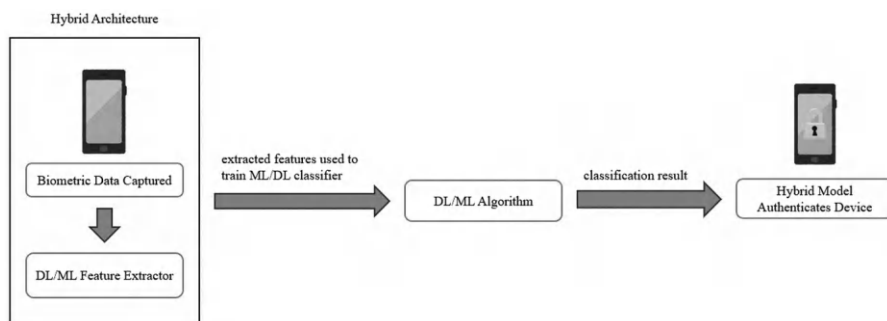 Hybrid Architecture
Biometric Data Captured
DL/ML Feature Extractor
extracted features used to
train ML/DL classifier
DL/ML Algorithm
classification result
Hybrid Model
Authenticates Device